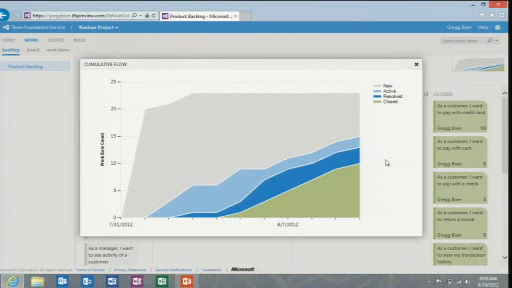 Product Backlog - Microsof...
Team Foundation Service / Kanban Project
Gregg Boer
Help
HOME WORK SOURCE BUILD
backlog board work items
Product Backlog
CUMULATIVE FLOW
New
Active
Resolved
Closed
Work Item Count
25
20
15
10
5
0
7/31/2012
8/7/2012
CLOSED
As a customer, I want
to pay with credit card
Gregg Boer
As a customer, I want
to pay with cash
Gregg Boer
As a customer, I want
to pay with a check
Gregg Boer
As a customer, I want
to return a movie
Gregg Boer
As a customer, I want
to view my transaction
history
As a manager, I want
to see activity of a
customer
Microsoft